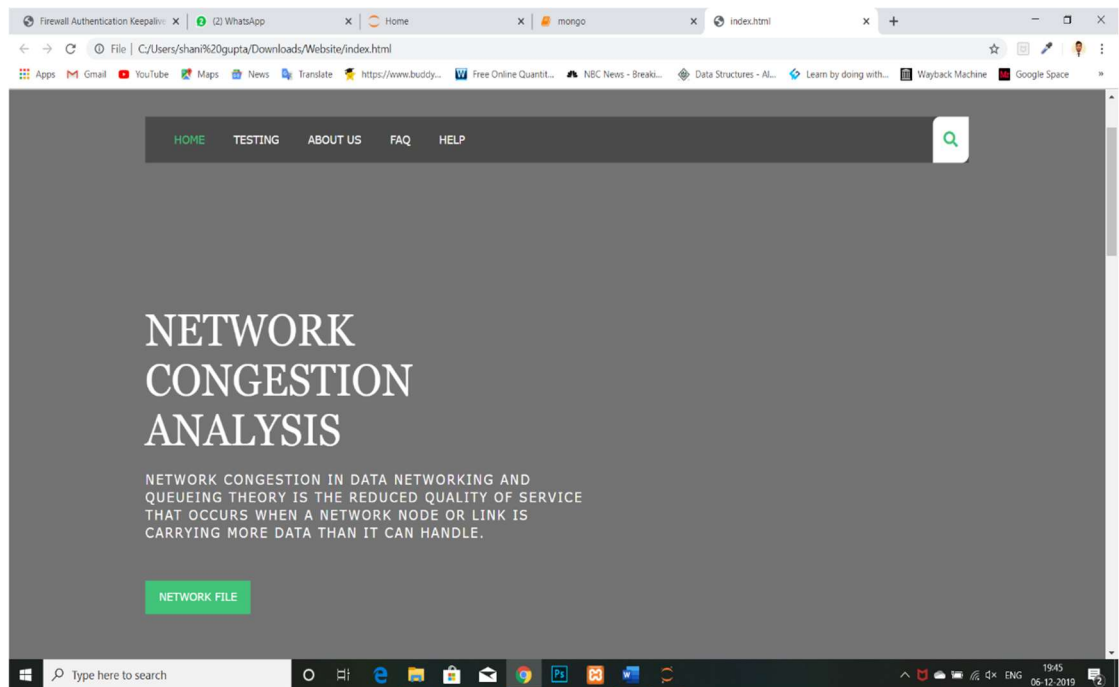 Firewall Authentication Keepalive (2) WhatsApp Home mongo index.html
File C:/Users/shani%20gupta/Downloads/Website/index.html
Apps Gmail YouTube Maps News Translate https://www.buddy... Free Online Quantit... NBC News - Breaki... Data Structures - Al... Learn by doing with... Wayback Machine Google Space »
HOME TESTING ABOUT US FAQ HELP
NETWORK
CONGESTION
ANALYSIS
NETWORK CONGESTION IN DATA NETWORKING AND
QUEUEING THEORY IS THE REDUCED QUALITY OF SERVICE
THAT OCCURS WHEN A NETWORK NODE OR LINK IS
CARRYING MORE DATA THAN IT CAN HANDLE.
NETWORK FILE
Type here to search Ps ENG 19:45
06-12-2019